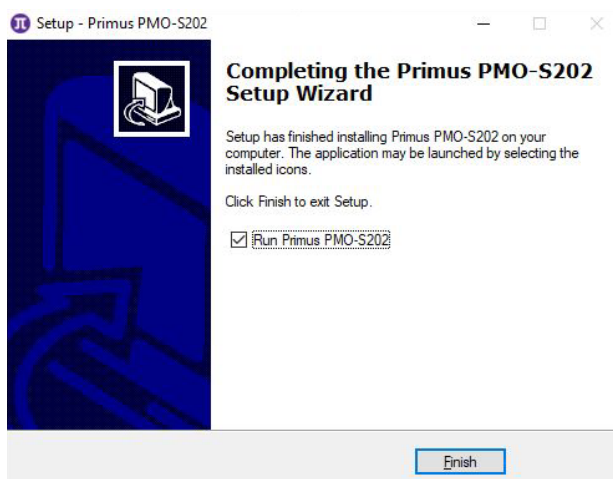 π Setup - Primus PMO-S202
Completing the Primus PMO-S202
Setup Wizard
Setup has finished installing Primus PMO-S202 on your
computer. The application may be launched by selecting the
installed icons.
Click Finish to exit Setup.
Run Primus PMO-S202
Finish